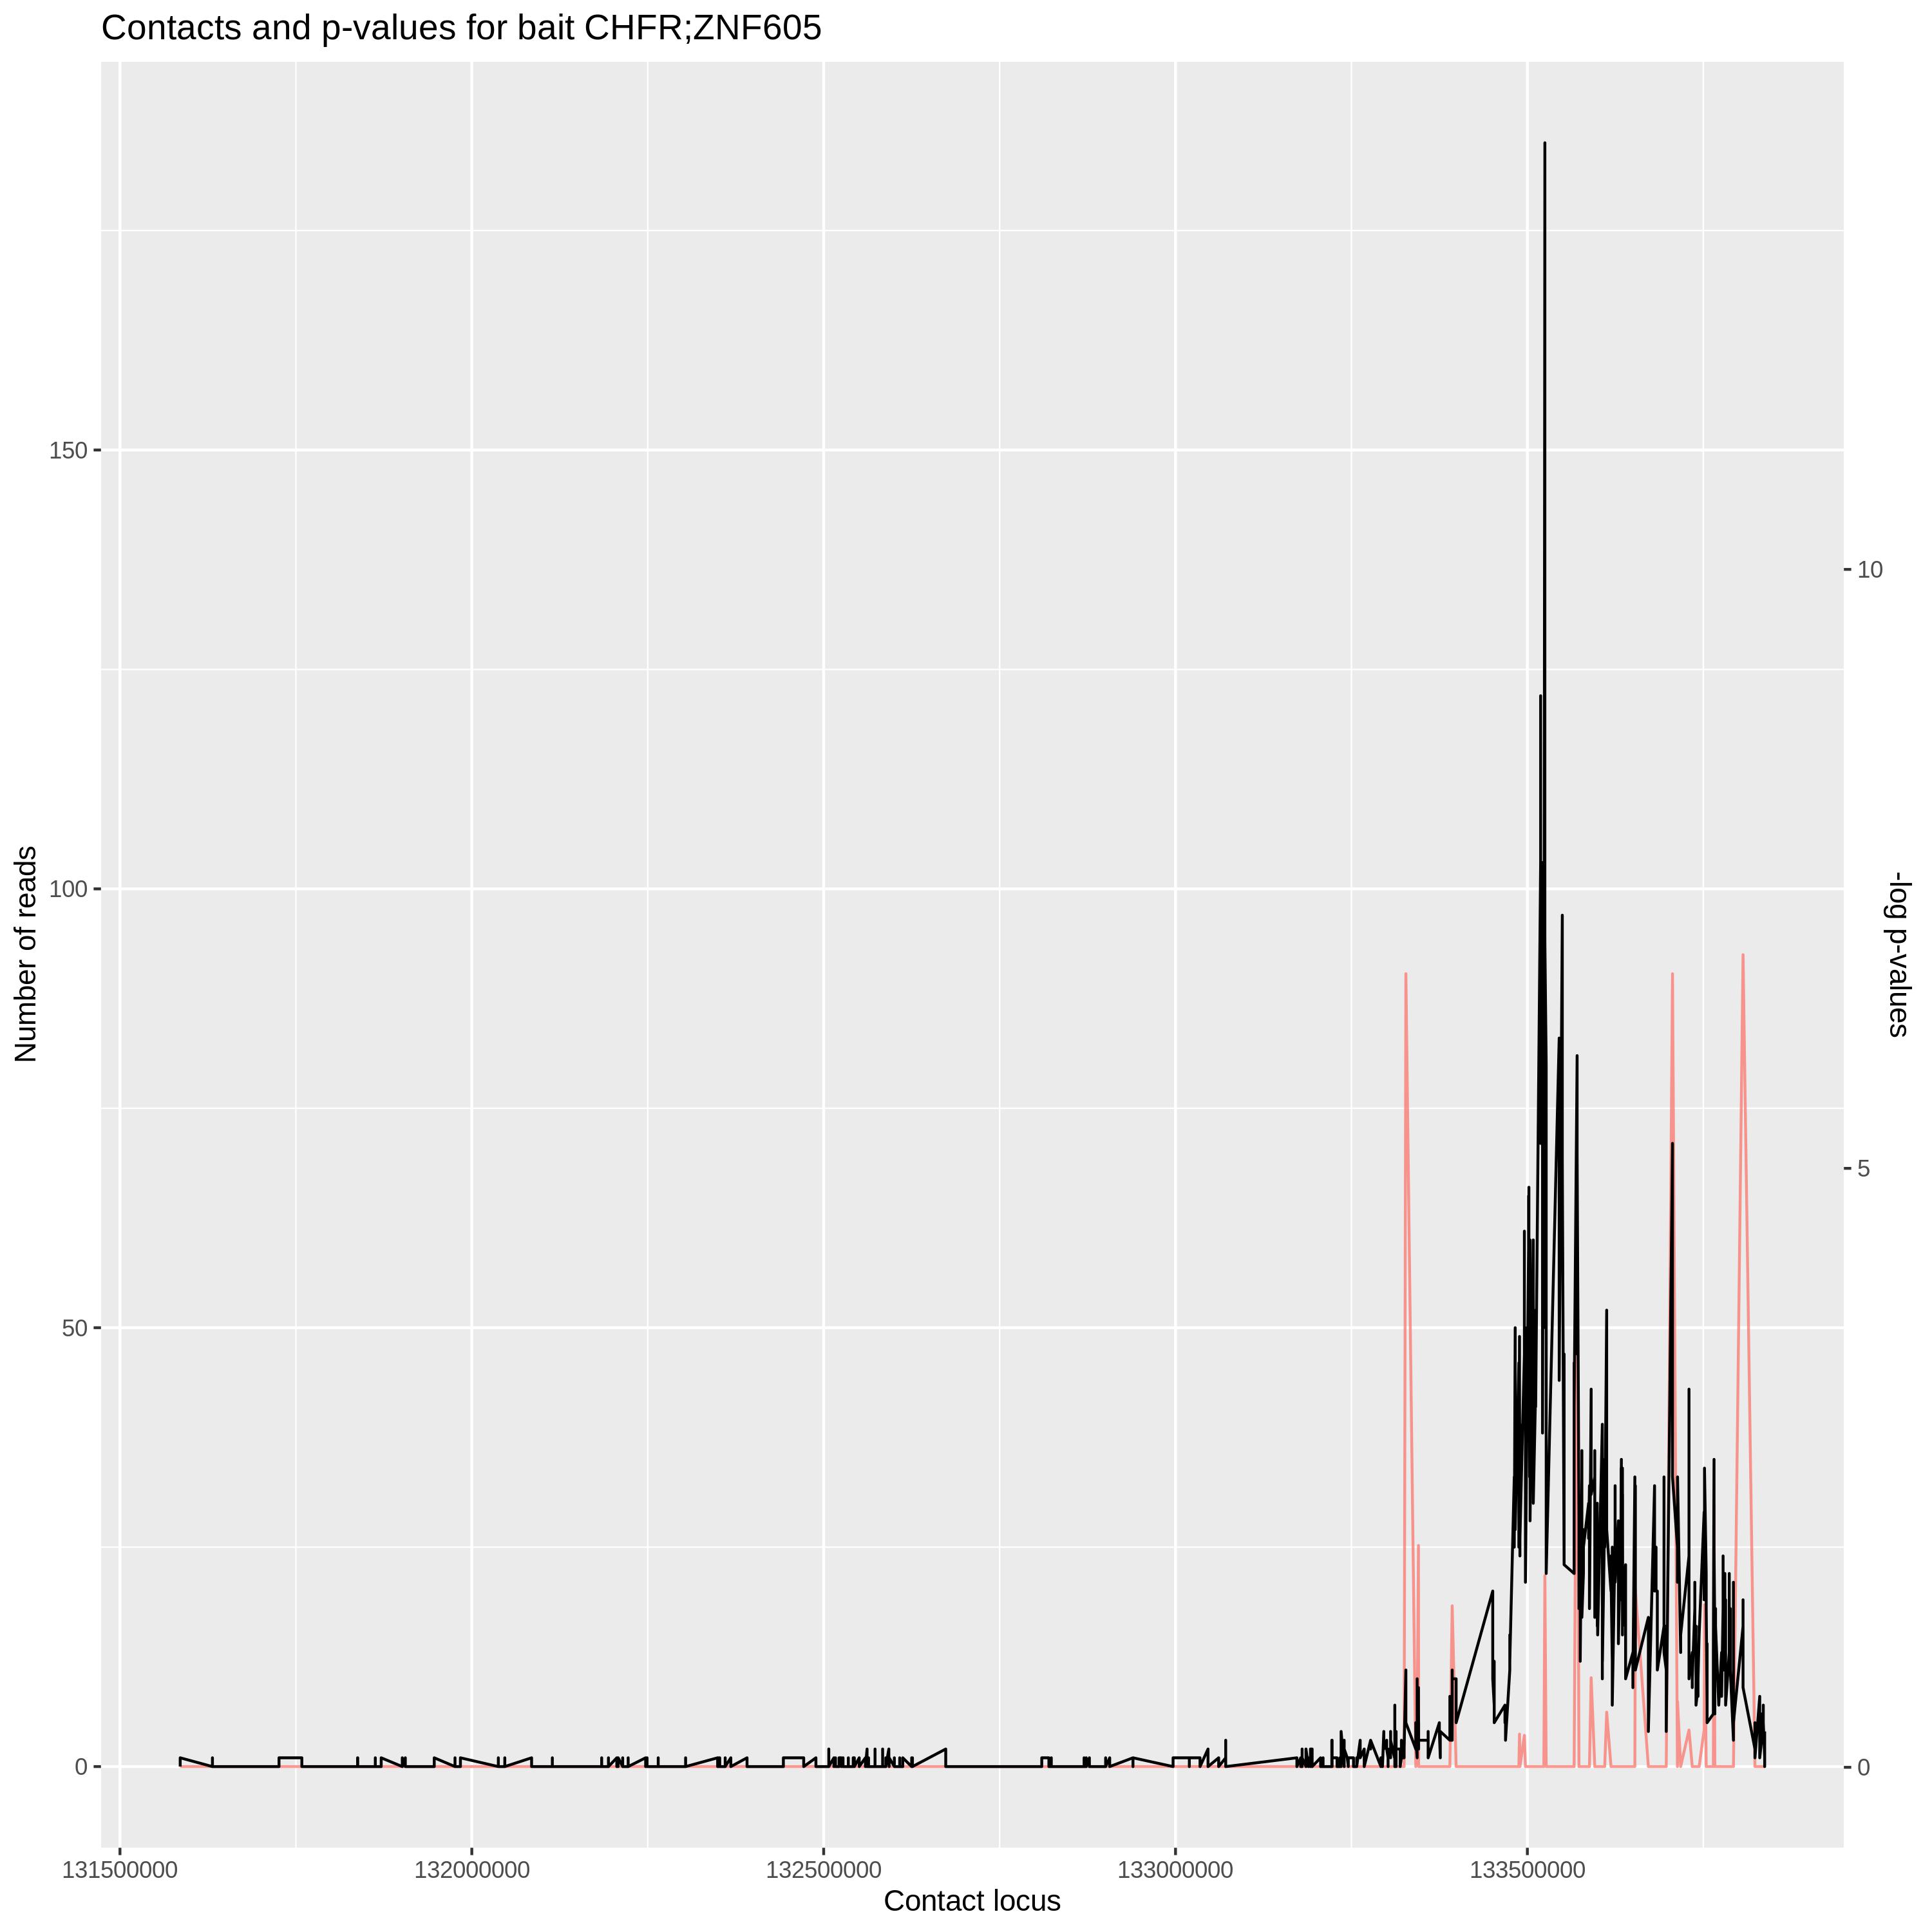 Contacts and p-values for bait CHFR;ZNF605
Number of reads
150
100
50
0
10
5
0
-log p-values
131500000 132000000 132500000 133000000 133500000
Contact locus